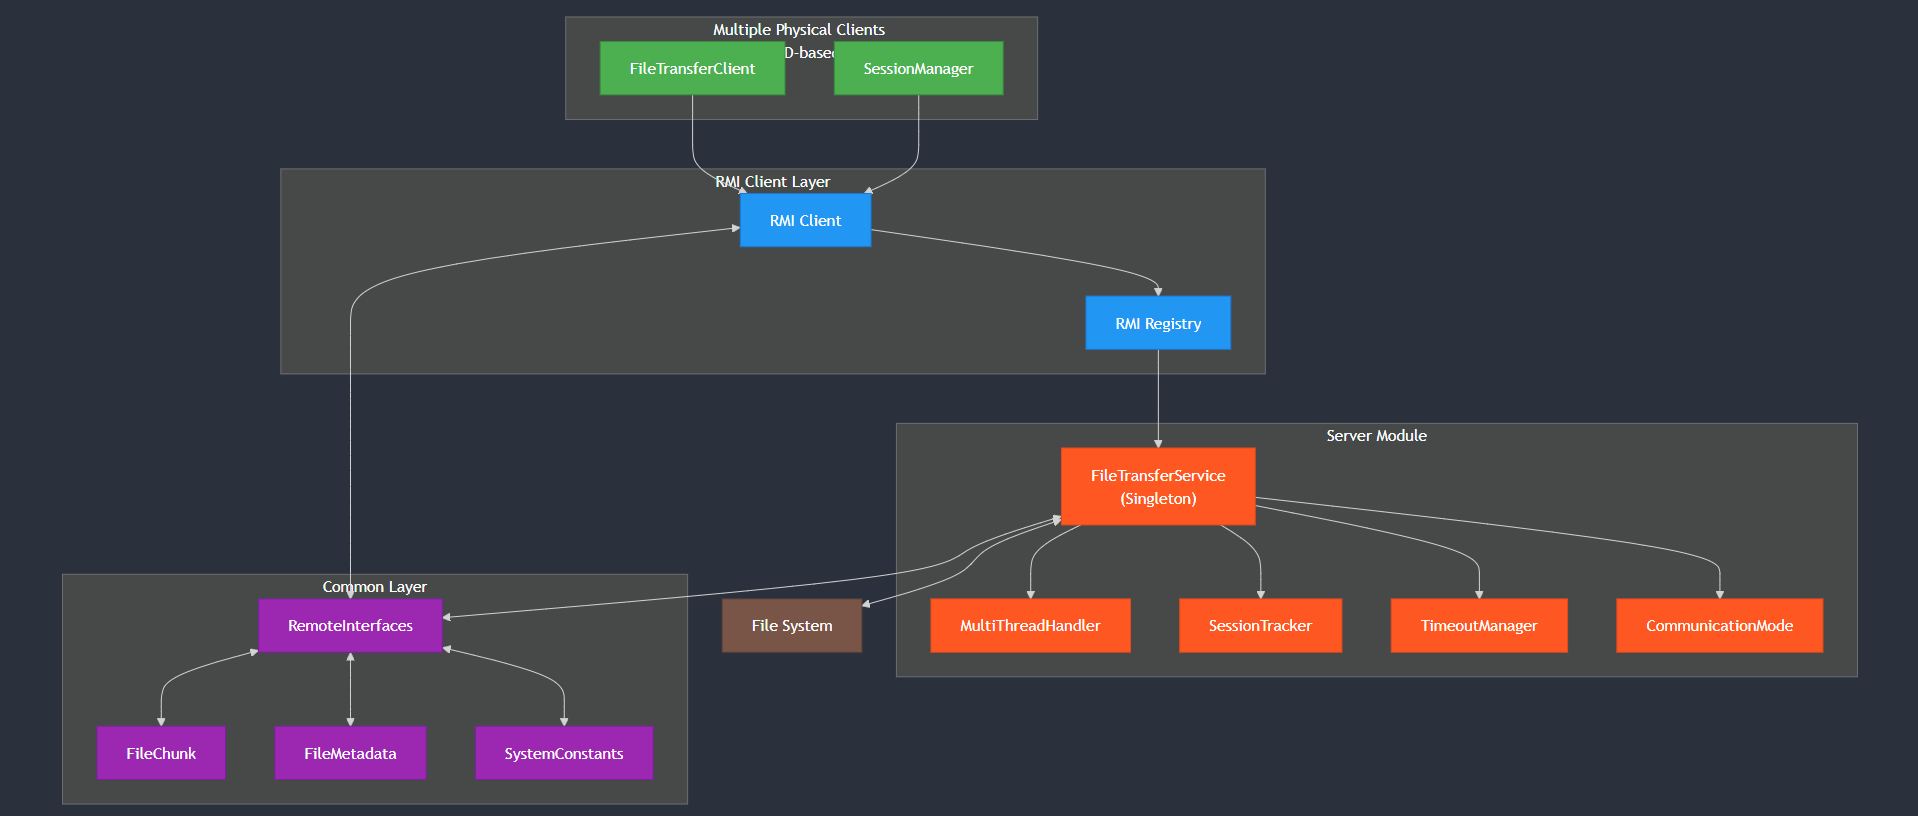 Multiple Physical Clients
D-based
FileTransferClient
SessionManager
RMI Client Layer
RMI Client
RMI Registry
Server Module
FileTransferService
(Singleton)
Common Layer
RemoteInterfaces
File System
MultiThreadHandler
SessionTracker
TimeoutManager
CommunicationMode
FileChunk
FileMetadata
SystemConstants